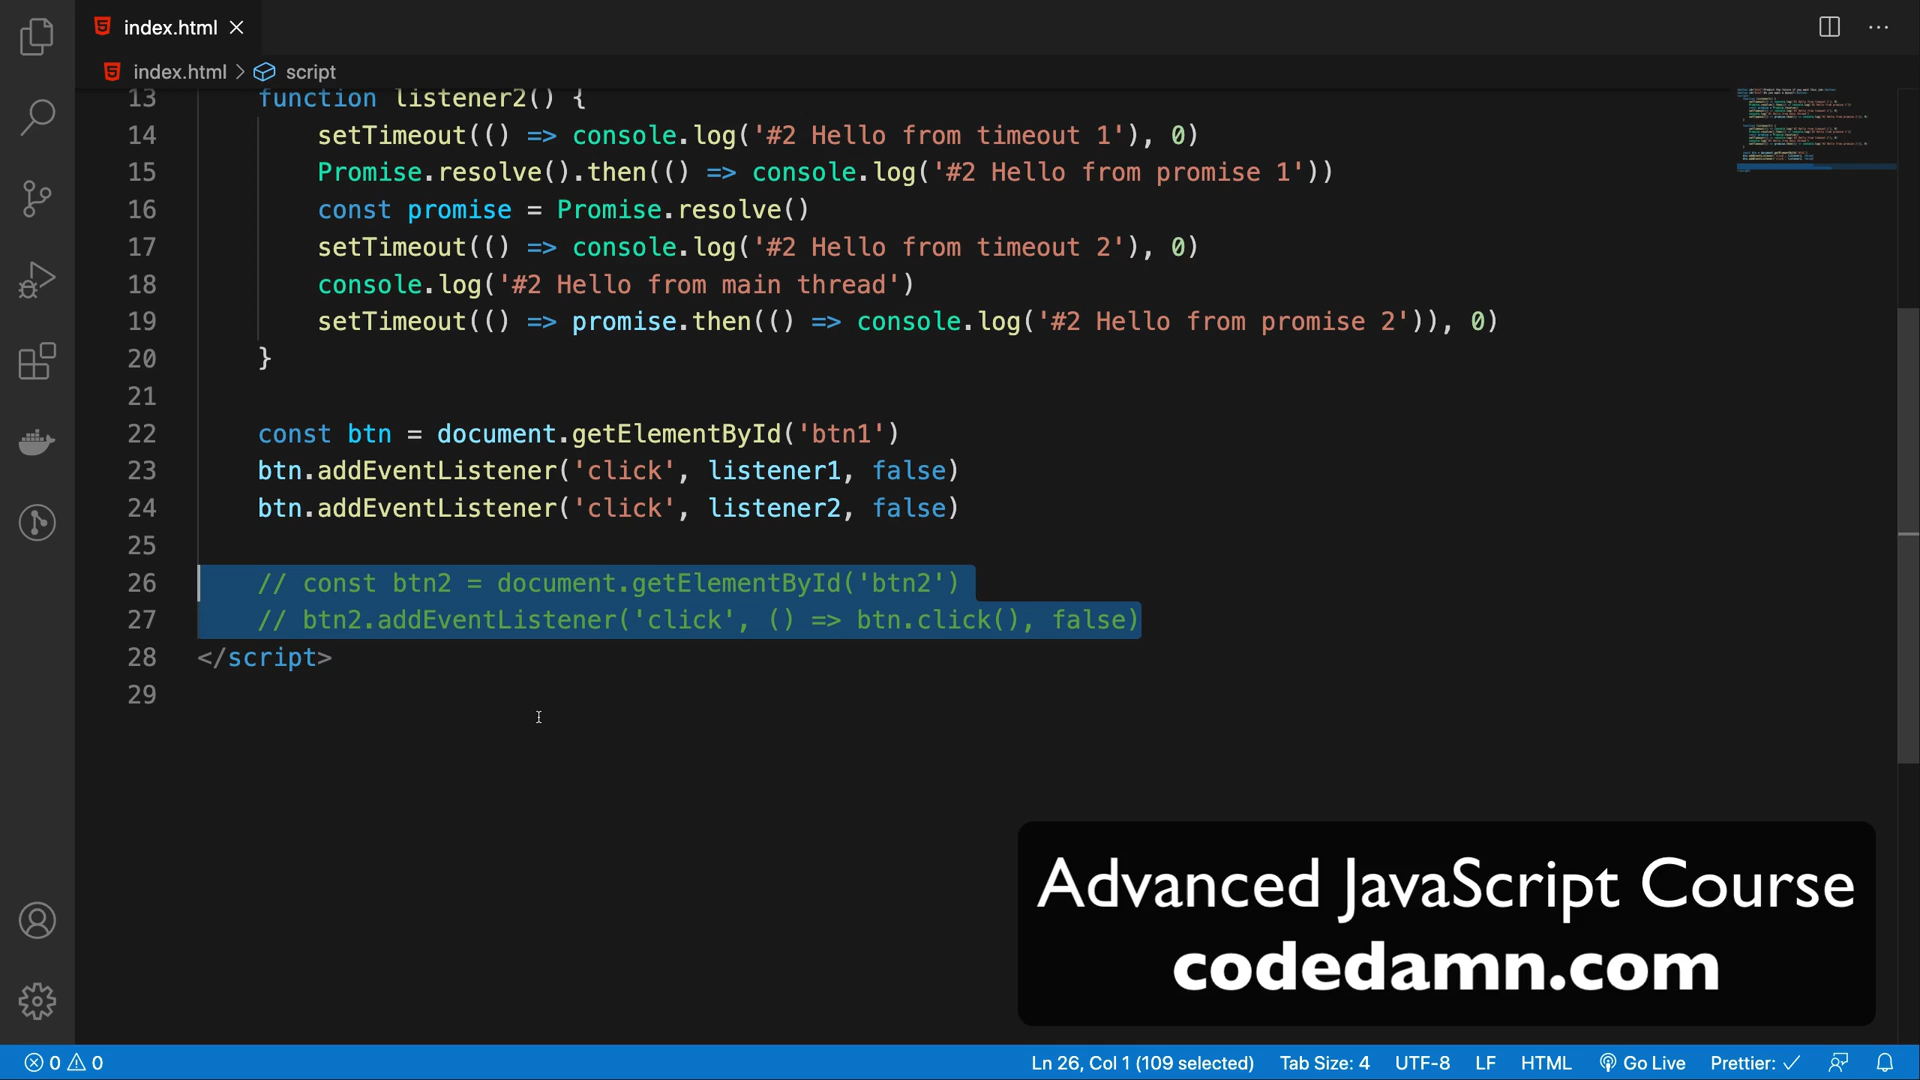 index.html
index.html > script
13 function listener2() {
14 setTimeout(() => console.log('#2 Hello from timeout 1'), 0)
15 Promise.resolve().then(() => console.log('#2 Hello from promise 1'))
16 const promise = Promise.resolve()
17 setTimeout(() => console.log('#2 Hello from timeout 2'), 0)
18 console.log('#2 Hello from main thread')
19 setTimeout(() => promise.then(() => console.log('#2 Hello from promise 2')), 0)
20 }
21
22 const btn = document.getElementById('btn1')
23 btn.addEventListener('click', listener1, false)
24 btn.addEventListener('click', listener2, false)
25
26 // const btn2 = document.getElementById('btn2')
27 // btn2.addEventListener('click', () => btn.click(), false)
28 </script>
29
Advanced JavaScript Course
codedamn.com
0 0 Ln 26, Col 1 (109 selected) Tab Size: 4 UTF-8 LF HTML Go Live Prettier: ✓